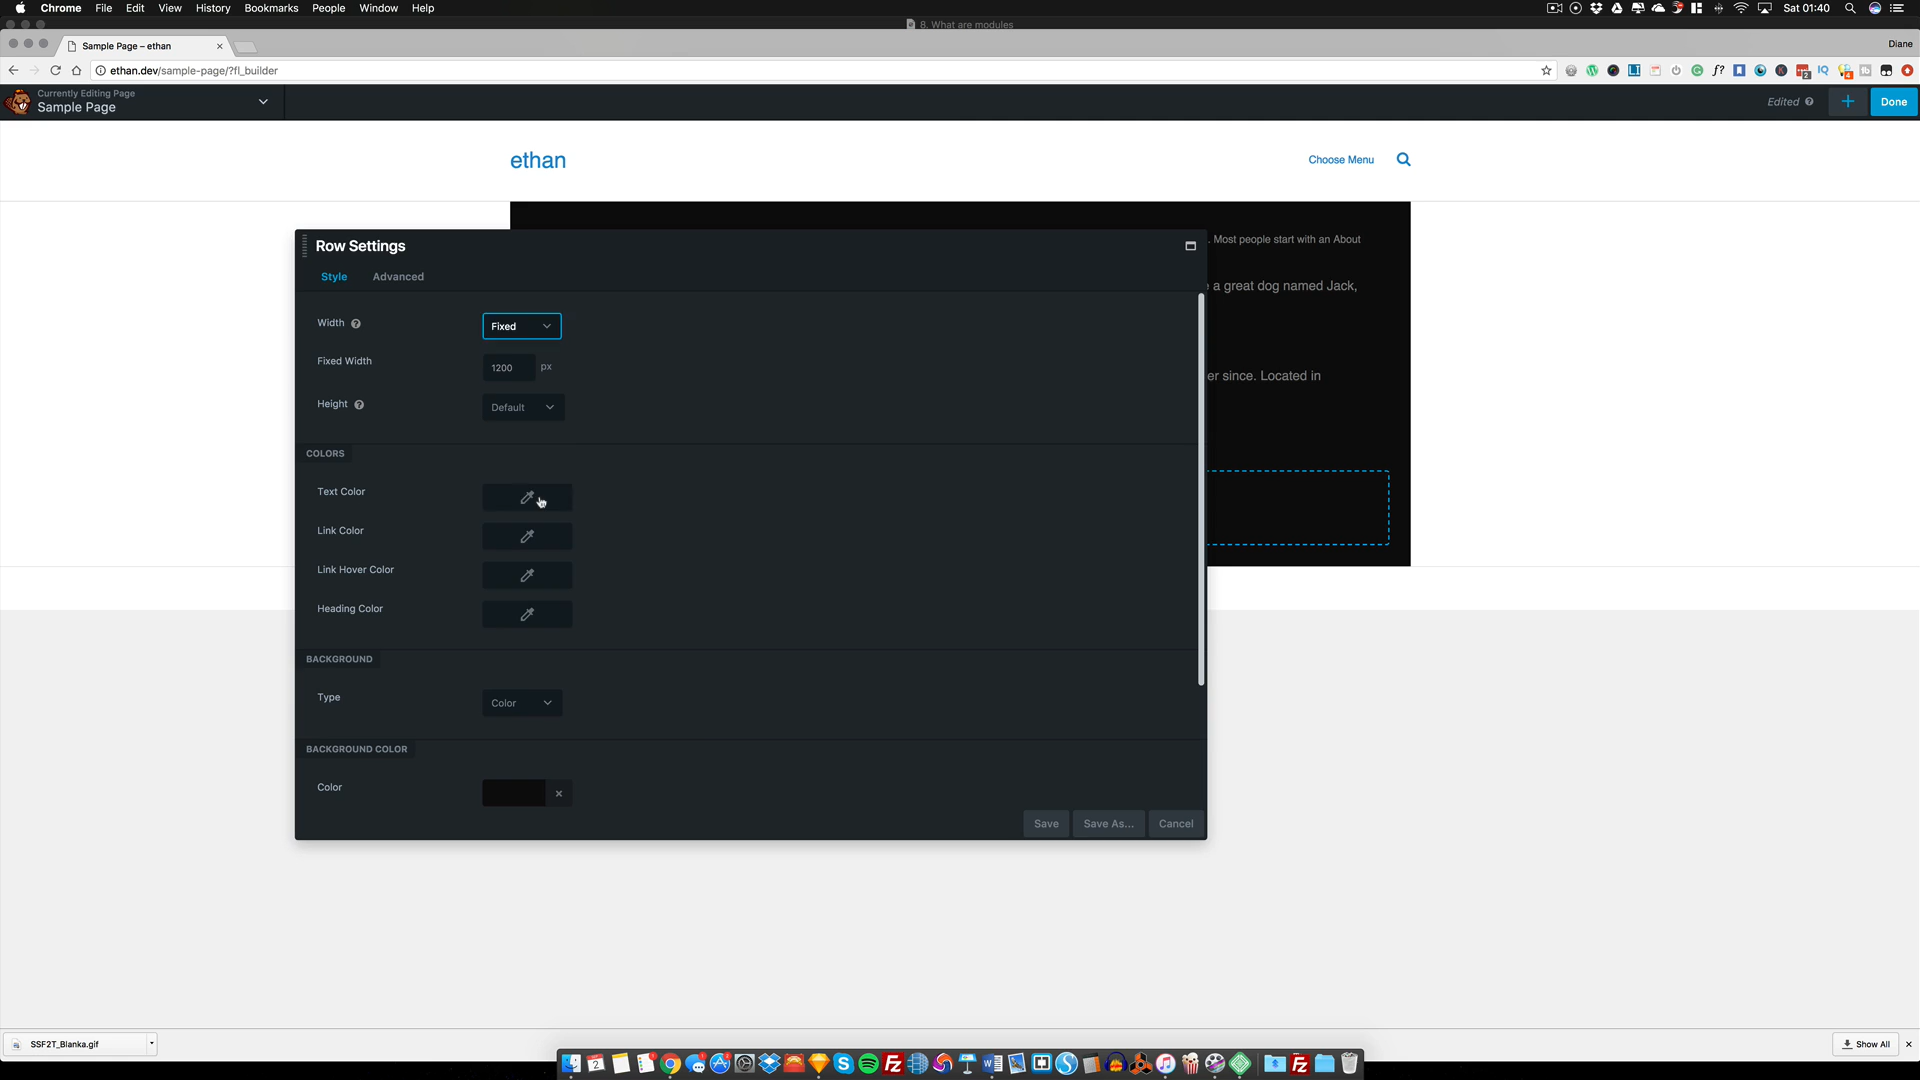 Chrome File Edit View History Bookmarks People Window Help Sat 01:40
8. What are modules
Sample Page – ethan Diane
ethan.dev/sample-page/?fl_builder
Currently Editing Page
Sample Page Edited Done
ethan Choose Menu
. Most people start with an About
Row Settings
Style Advanced
e a great dog named Jack,
Width Fixed
Fixed Width 1200 px
er since. Located in
Height Default
COLORS
Text Color
Link Color
Link Hover Color
Heading Color
BACKGROUND
Type Color
BACKGROUND COLOR
Color
Save Save As... Cancel
SSF2T_Blanka.gif Show All